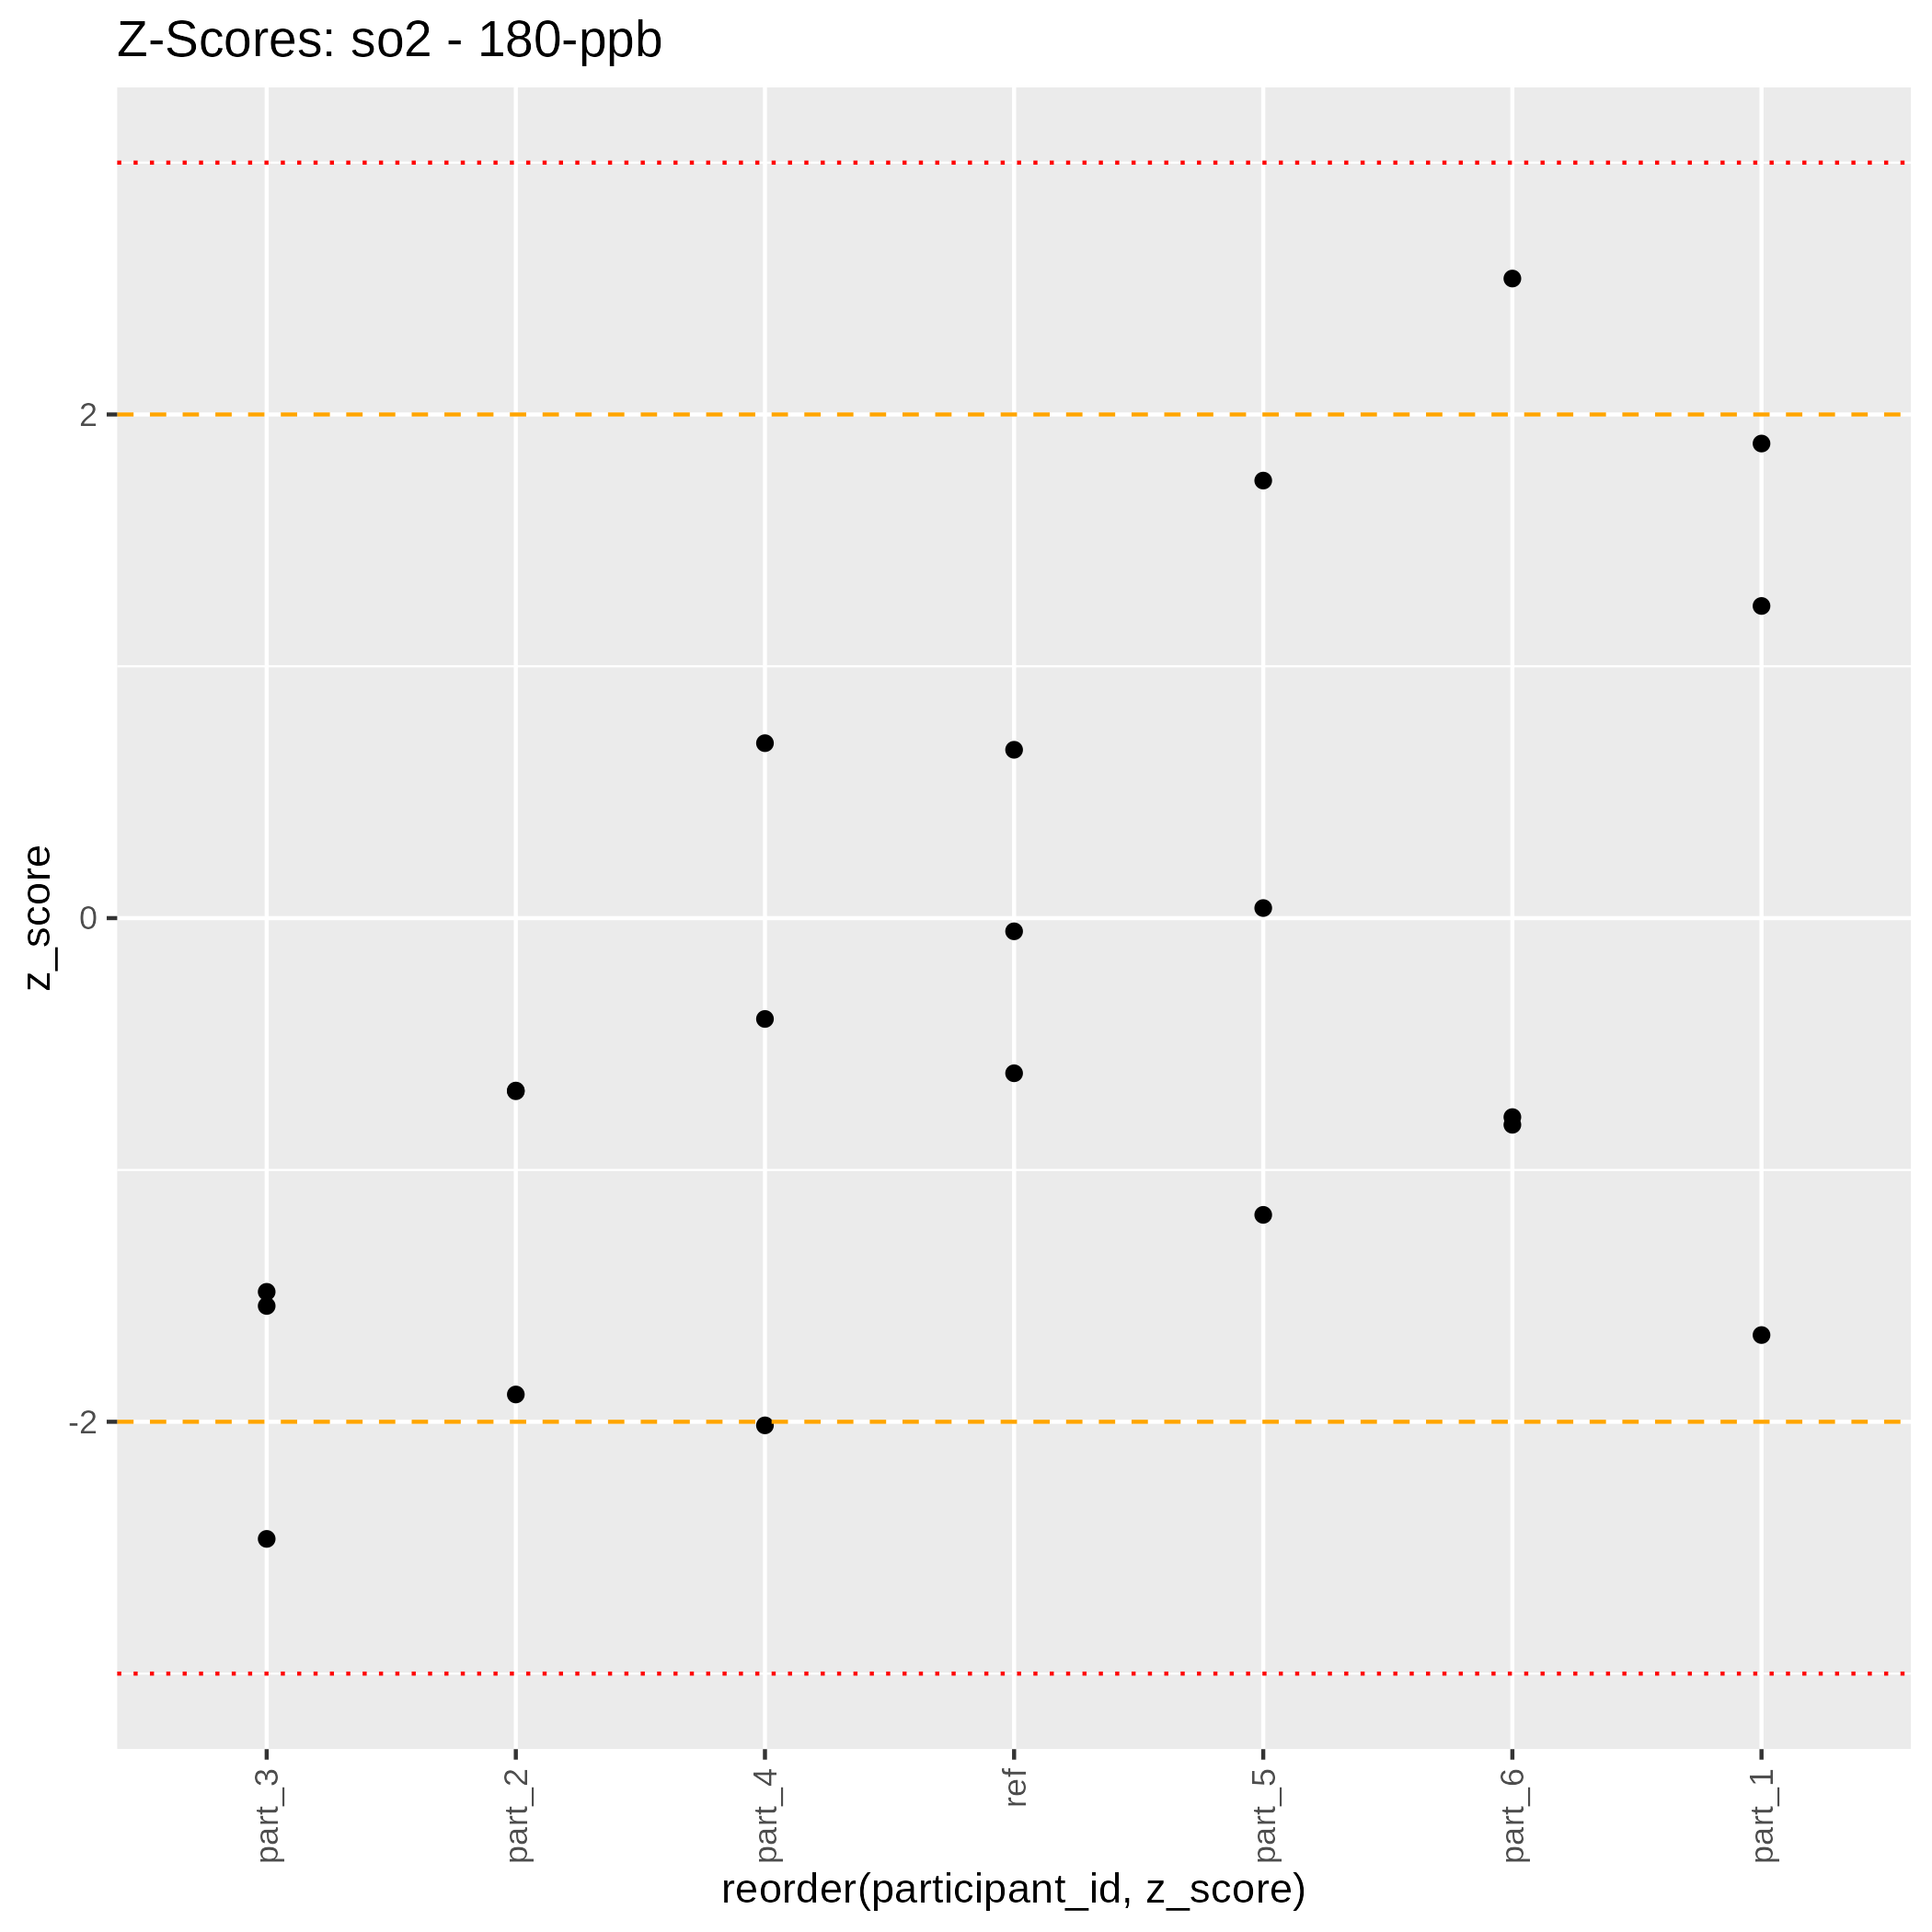 Z-Scores: so2 - 180-ppb
z_score
2
0
-2
part_3
part_2
part_4
ref
part_5
part_6
part_1
reorder(participant_id, z_score)